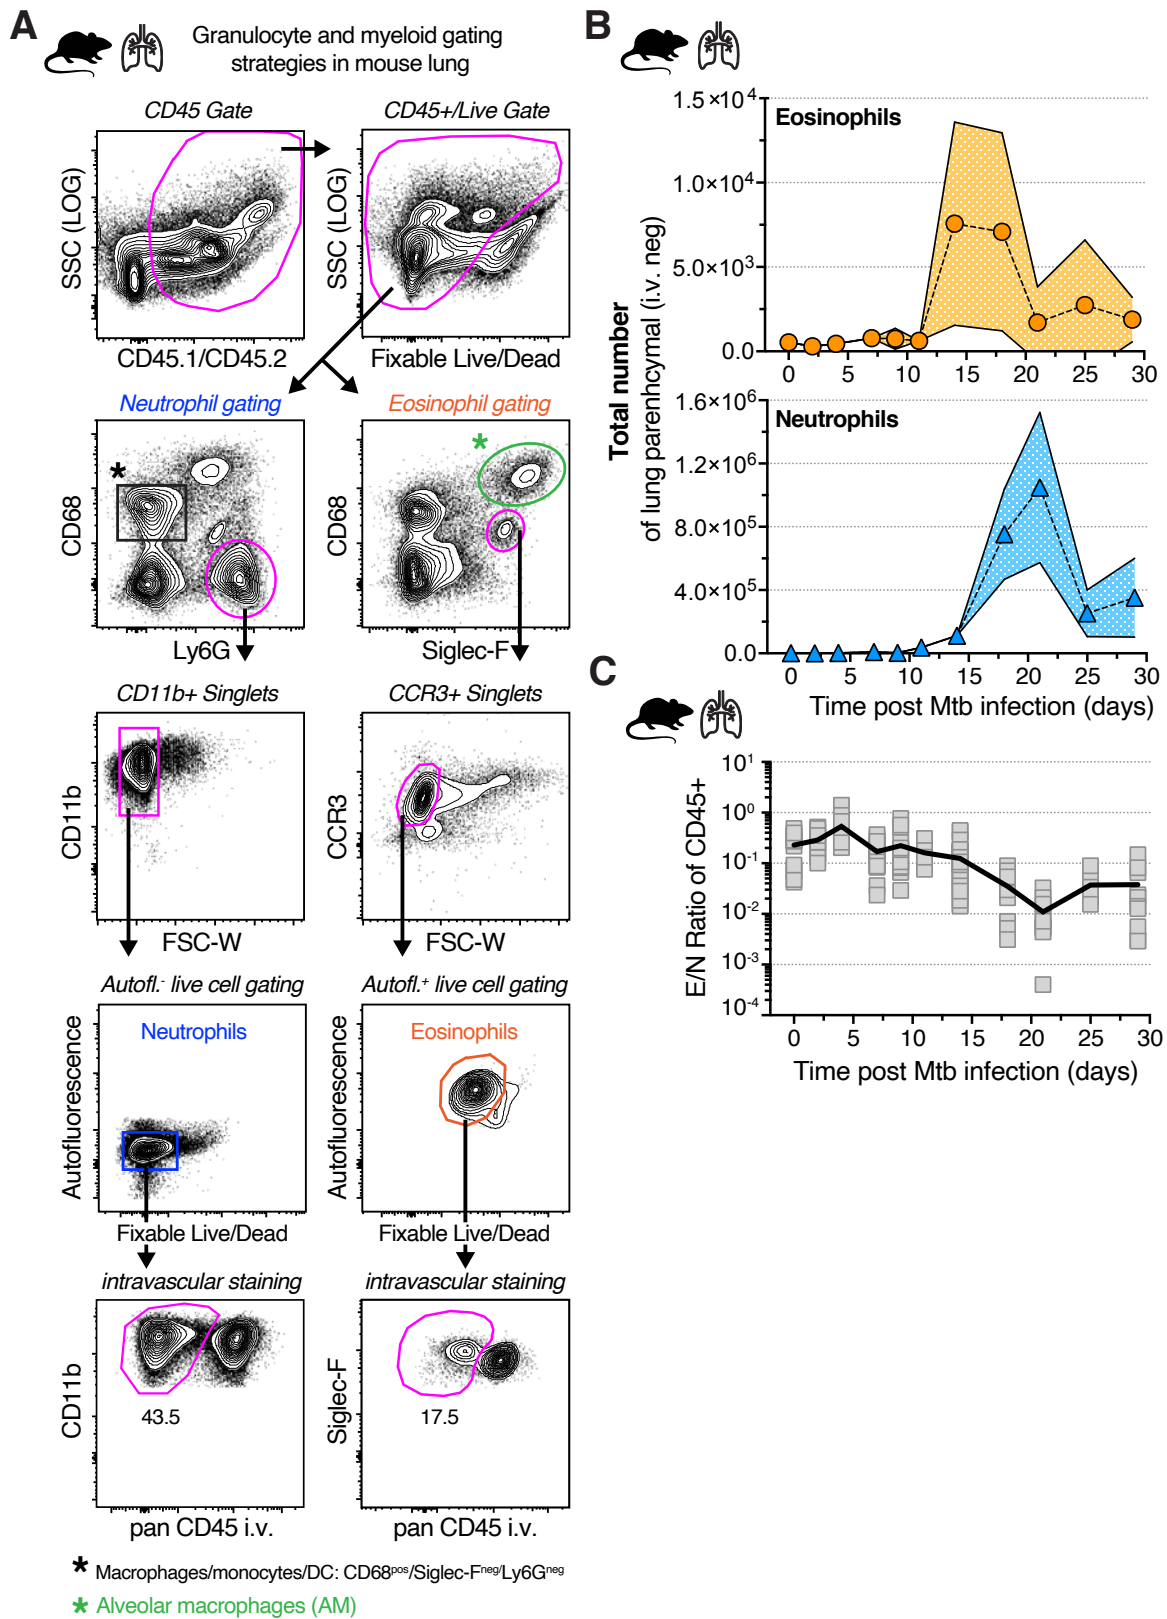 A
Granulocyte and myeloid gating
strategies in mouse lung
CD45 Gate
CD45+/Live Gate
SSC (LOG)
CD45.1/CD45.2
SSC (LOG)
Fixable Live/Dead
Neutrophil gating
Eosinophil gating
*
*
CD68
Ly6G
CD68
Siglec-F
CD11b+ Singlets
CCR3+ Singlets
CD11b
FSC-W
CCR3
FSC-W
Autofl.- live cell gating
Autofl.+ live cell gating
Neutrophils
Eosinophils
Autofluorescence
Fixable Live/Dead
Autofluorescence
Fixable Live/Dead
intravascular staining
intravascular staining
CD11b
43.5
pan CD45 i.v.
Siglec-F
17.5
pan CD45 i.v.
* Macrophages/monocytes/DC: CD68pos/Siglec-Fneg/Ly6Gneg
* Alveolar macrophages (AM)
B
Total number
of lung parenhcymal (i.v. neg)
Eosinophils
1.5×10⁴
1.0×10⁴
5.0×10³
0.0
0 5 10 15 20 25 30
Neutrophils
1.6×10⁶
1.2×10⁶
8.0×10⁵
4.0×10⁵
0.0
0 5 10 15 20 25 30
Time post Mtb infection (days)
C
E/N Ratio of CD45+
10¹
10⁰
10⁻¹
10⁻²
10⁻³
10⁻⁴
0 5 10 15 20 25 30
Time post Mtb infection (days)